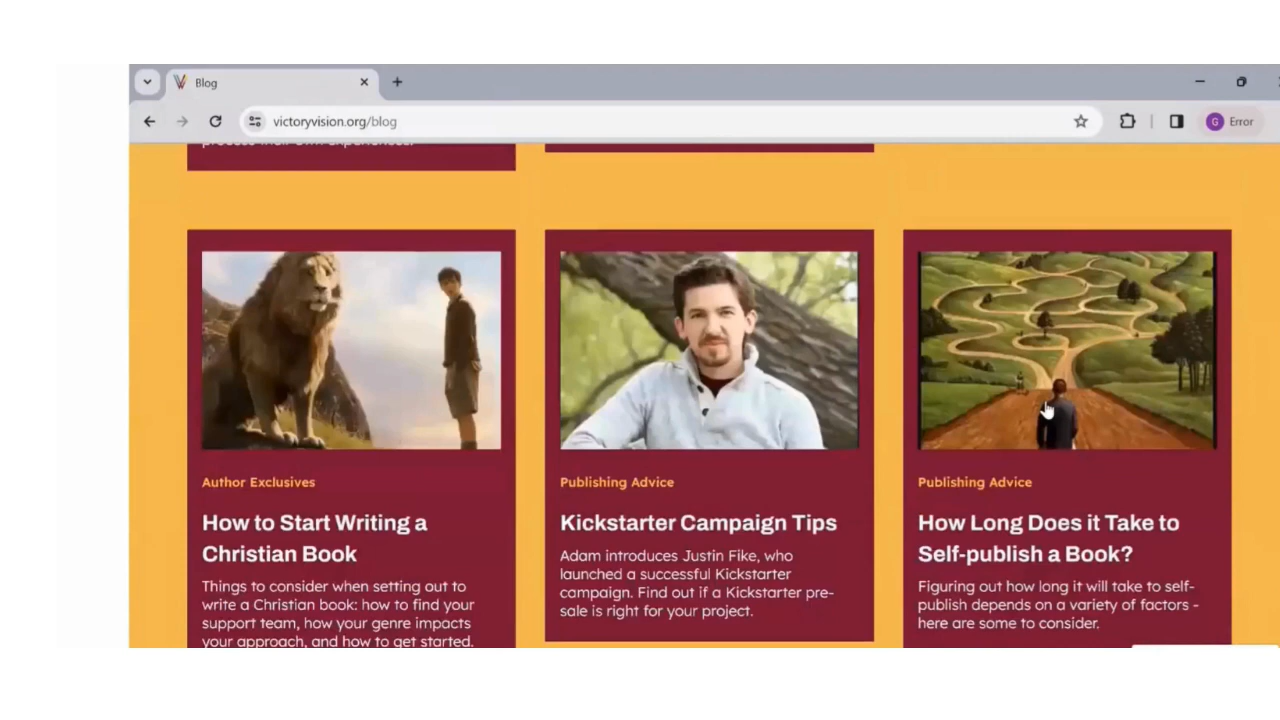 Blog
victoryvision.org/blog
G Error
process their own experiences.
Author Exclusives
How to Start Writing a
Christian Book
Things to consider when setting out to
write a Christian book: how to find your
support team, how your genre impacts
your approach, and how to get started.
Publishing Advice
Kickstarter Campaign Tips
Adam introduces Justin Fike, who
launched a successful Kickstarter
campaign. Find out if a Kickstarter pre-
sale is right for your project.
Publishing Advice
How Long Does it Take to
Self-publish a Book?
Figuring out how long it will take to self-
publish depends on a variety of factors -
here are some to consider.